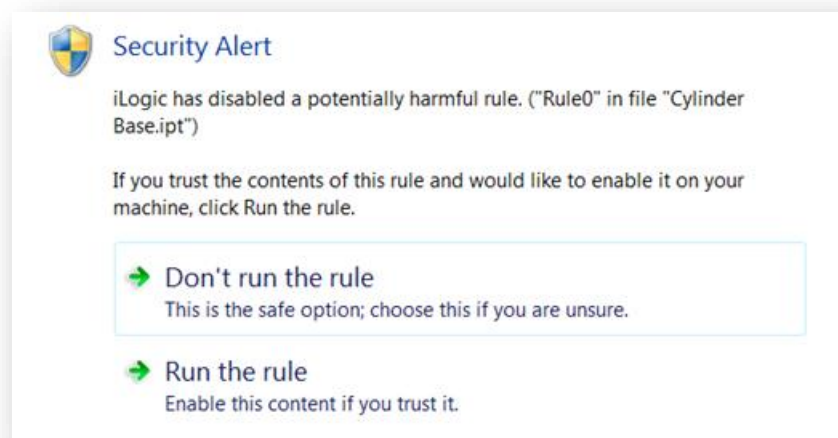 Security Alert
iLogic has disabled a potentially harmful rule. ("Rule0" in file "Cylinder
Base.ipt")
If you trust the contents of this rule and would like to enable it on your
machine, click Run the rule.
Don't run the rule
This is the safe option; choose this if you are unsure.
Run the rule
Enable this content if you trust it.